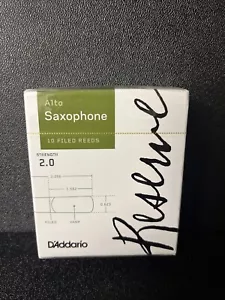 Alto
Saxophone
10 FILED REEDS
STRENGTH
2.0
D'Addario
Reserve